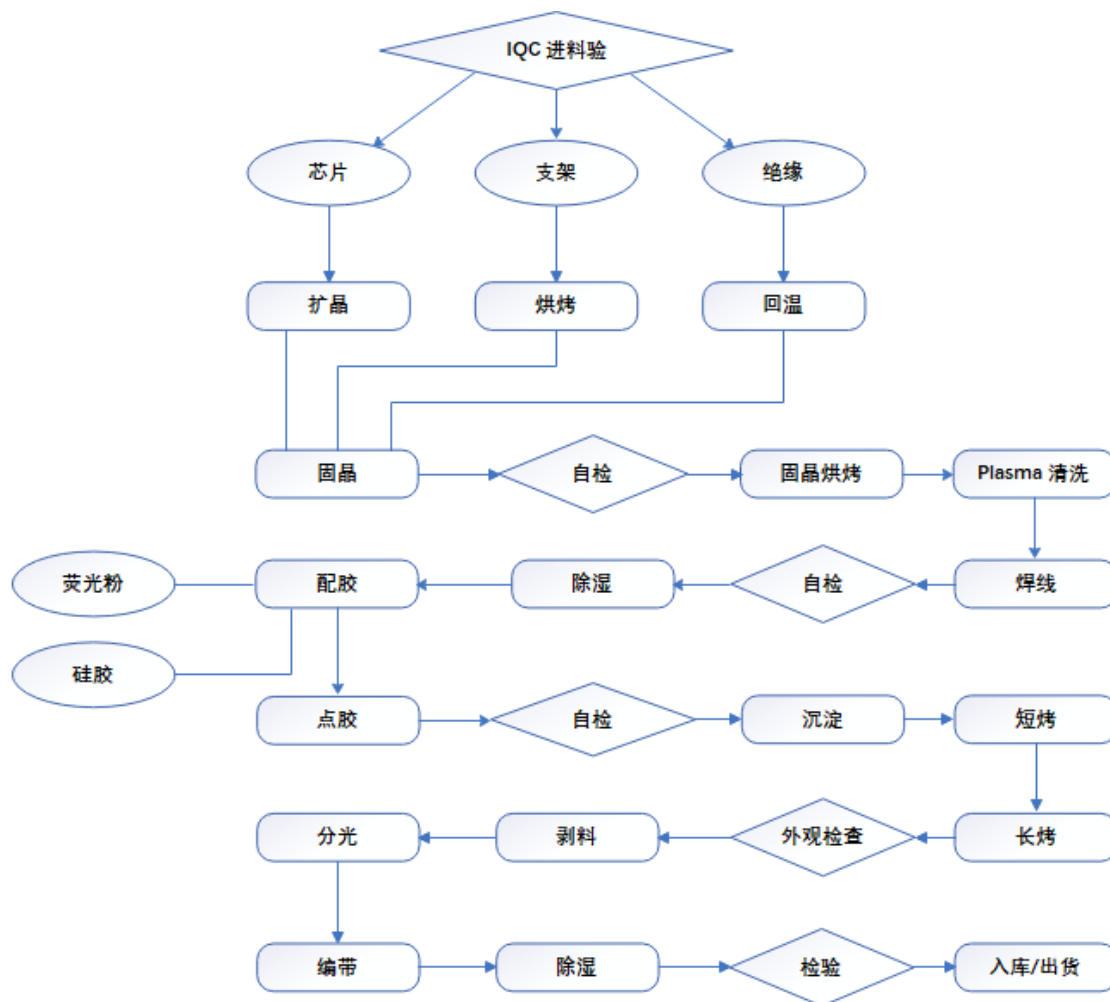 IQC 进料验
芯片
支架
绝缘
扩晶
烘烤
回温
固晶
自检
固晶烘烤
Plasma 清洗
荧光粉
配胶
除湿
自检
焊线
硅胶
点胶
自检
沉淀
短烤
分光
剥料
外观检查
长烤
编带
除湿
检验
入库/出货